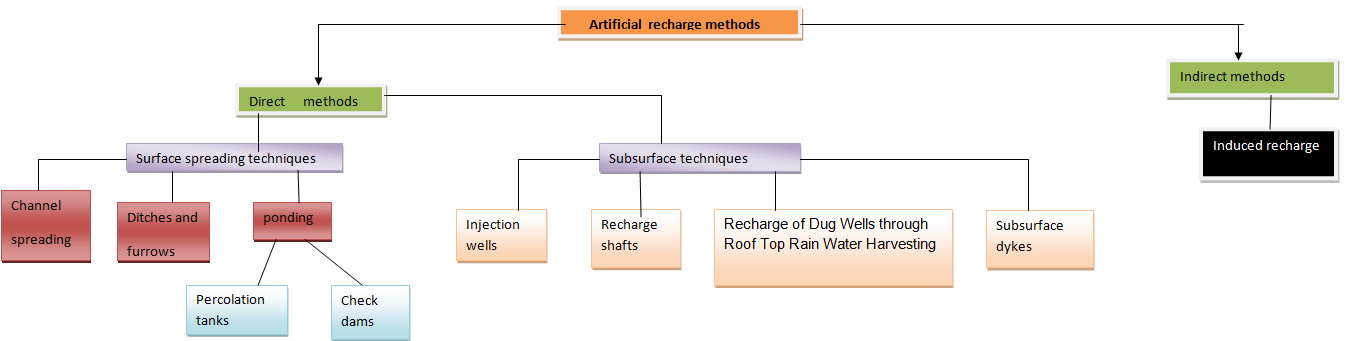 Artificial recharge methods
Indirect methods
Direct methods
Induced recharge
Surface spreading techniques
Subsurface techniques
Channel
spreading
Ditches and
furrows
ponding
Injection
wells
Recharge
shafts
Recharge of Dug Wells through
Roof Top Rain Water Harvesting
Subsurface
dykes
Percolation
tanks
Check
dams